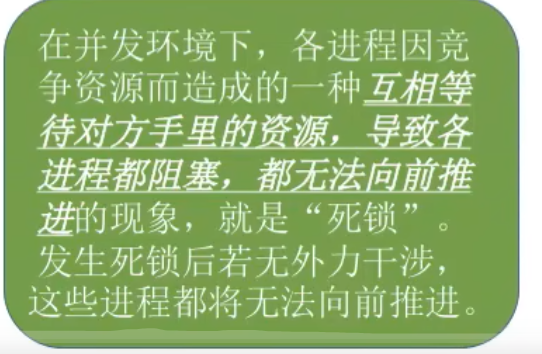 在并发环境下，各进程因竞
争资源而造成的一种互相等
待对方手里的资源，导致各
进程都阻塞，都无法向前推
进的现象，就是“死锁”。
发生死锁后若无外力干涉，
这些进程都将无法向前推进。